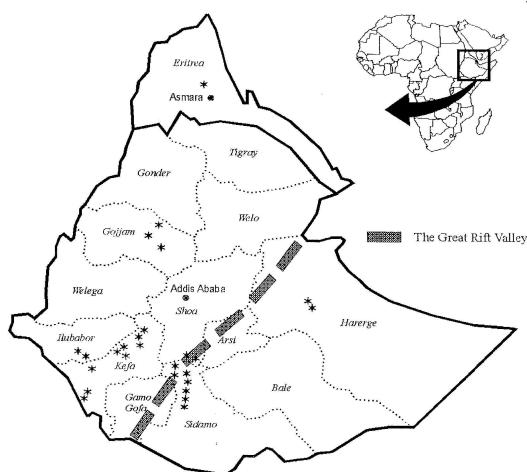 Eritrea
Asmara
Tigray
Gonder
Welo
Gojjam
The Great Rift Valley
Welega
Addis Ababa
Shoa
Harerge
Ilubabor
Arsi
Kefa
Bale
Gamo
Gofa
Sidamo